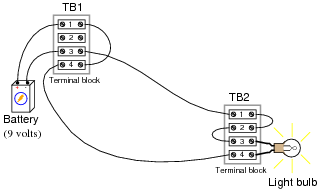 TB1
1
2
3
4
Terminal block
Battery
(9 volts)
TB2
1
2
3
4
Terminal block
Light bulb